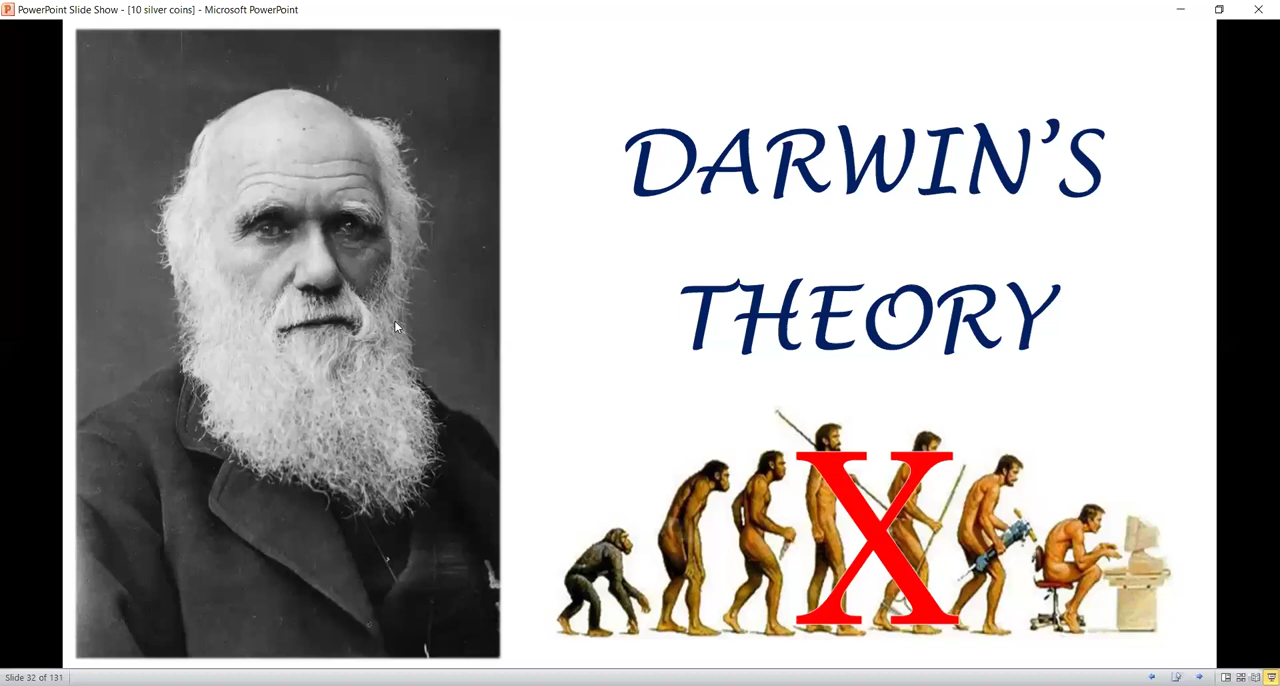 PowerPoint Slide Show - [10 silver coins] - Microsoft PowerPoint
DARWIN'S
THEORY
X
Slide 32 of 131